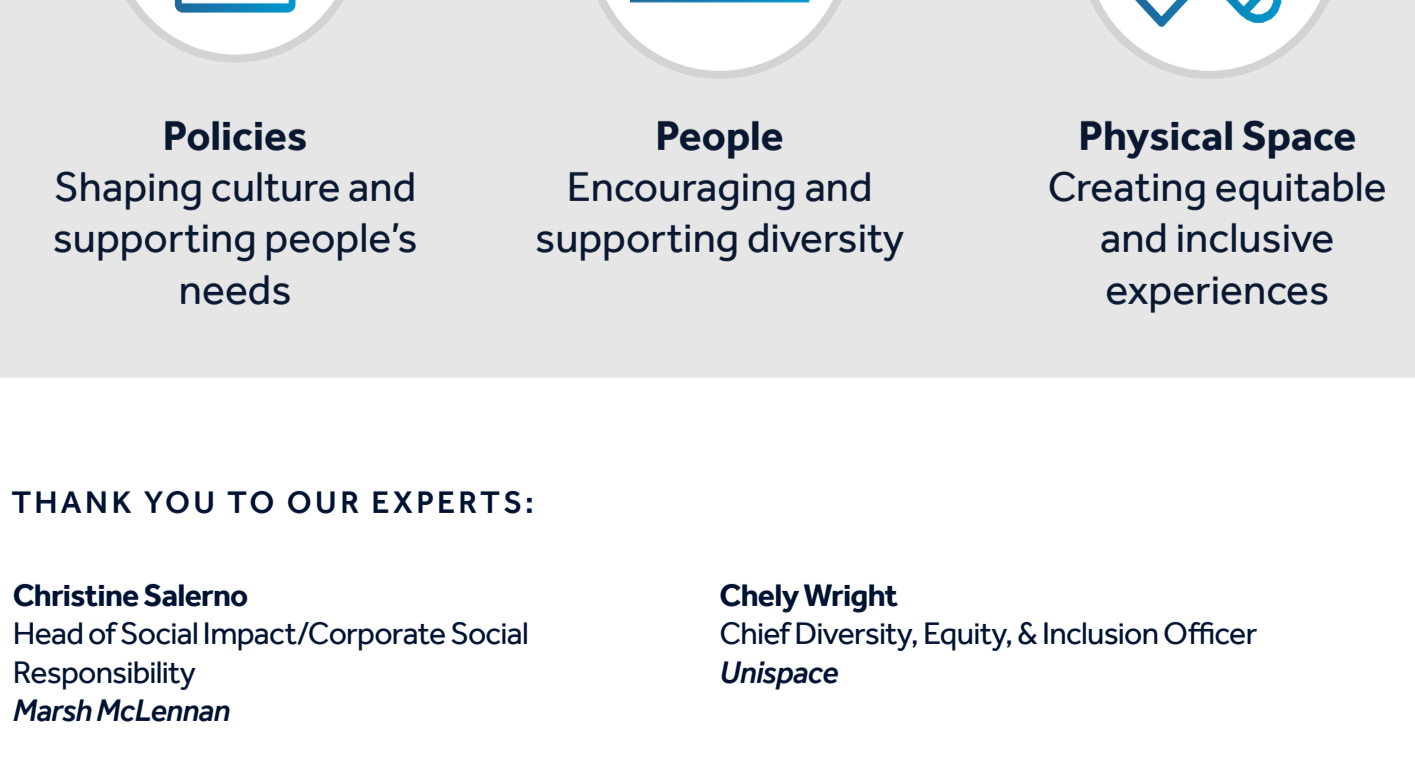 Policies
Shaping culture and
supporting people's
needs
People
Encouraging and
supporting diversity
Physical Space
Creating equitable
and inclusive
experiences
THANK YOU TO OUR EXPERTS:
Christine Salerno
Head of Social Impact/Corporate Social
Responsibility
Marsh McLennan
Chely Wright
Chief Diversity, Equity, & Inclusion Officer
Unispace